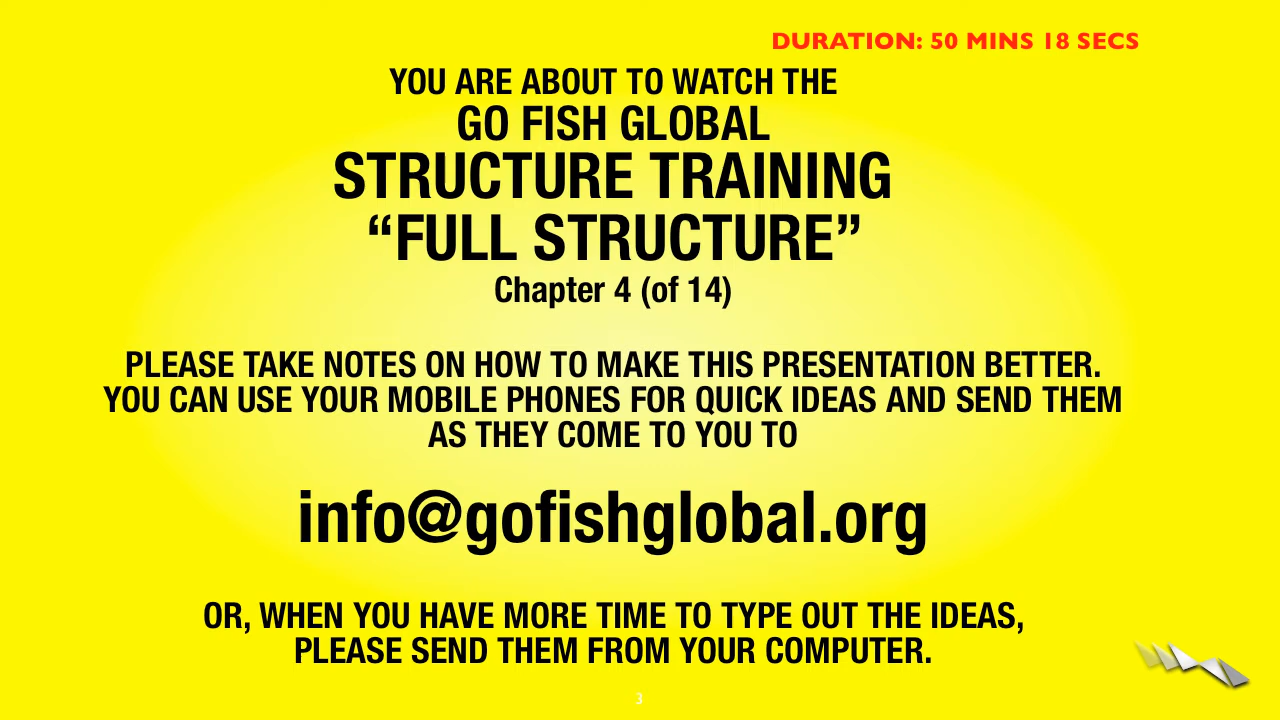 DURATION: 50 MINS 18 SECS
YOU ARE ABOUT TO WATCH THE
GO FISH GLOBAL
STRUCTURE TRAINING
“FULL STRUCTURE”
Chapter 4 (of 14)
PLEASE TAKE NOTES ON HOW TO MAKE THIS PRESENTATION BETTER.
YOU CAN USE YOUR MOBILE PHONES FOR QUICK IDEAS AND SEND THEM
AS THEY COME TO YOU TO
info@gofishglobal.org
OR, WHEN YOU HAVE MORE TIME TO TYPE OUT THE IDEAS,
PLEASE SEND THEM FROM YOUR COMPUTER.
3